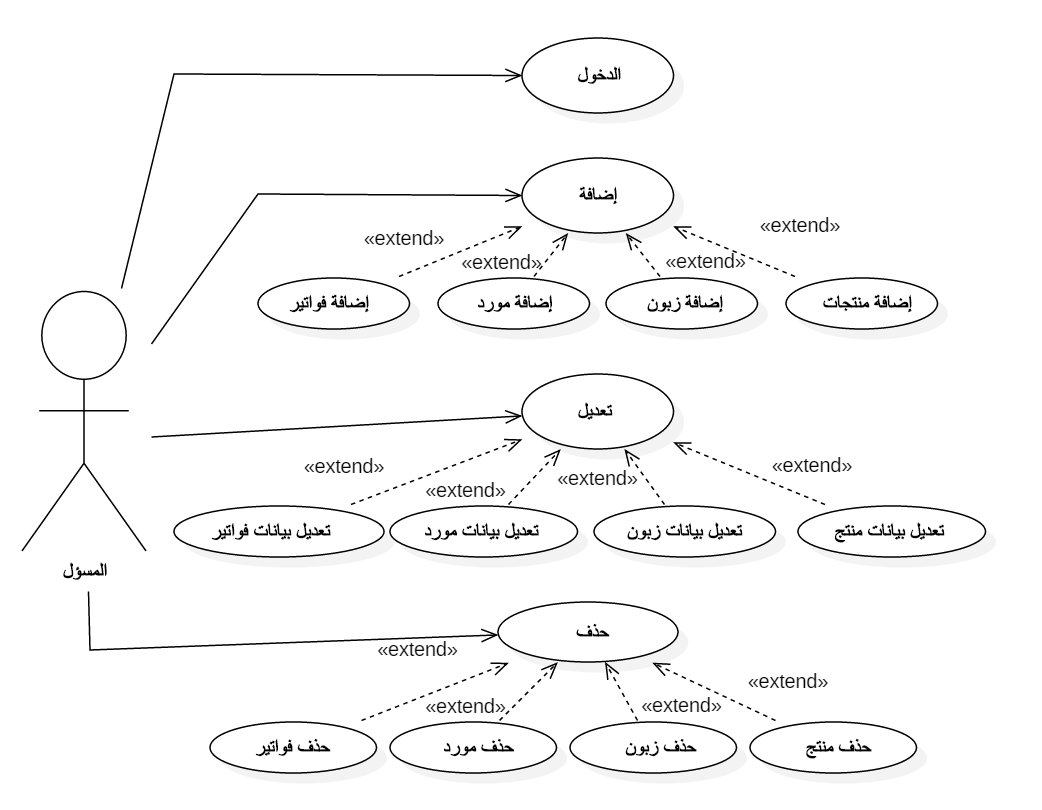 الدخول
إضافة
«extend»
«extend»
«extend»
«extend»
إضافة منتجات
إضافة زبون
إضافة مورد
إضافة فواتير
تعديل
«extend»
«extend»
«extend»
«extend»
تعديل بيانات منتج
تعديل بيانات زبون
تعديل بيانات مورد
تعديل بيانات فواتير
المسؤل
حذف
«extend»
«extend»
«extend»
«extend»
حذف منتج
حذف زبون
حذف مورد
حذف فواتير